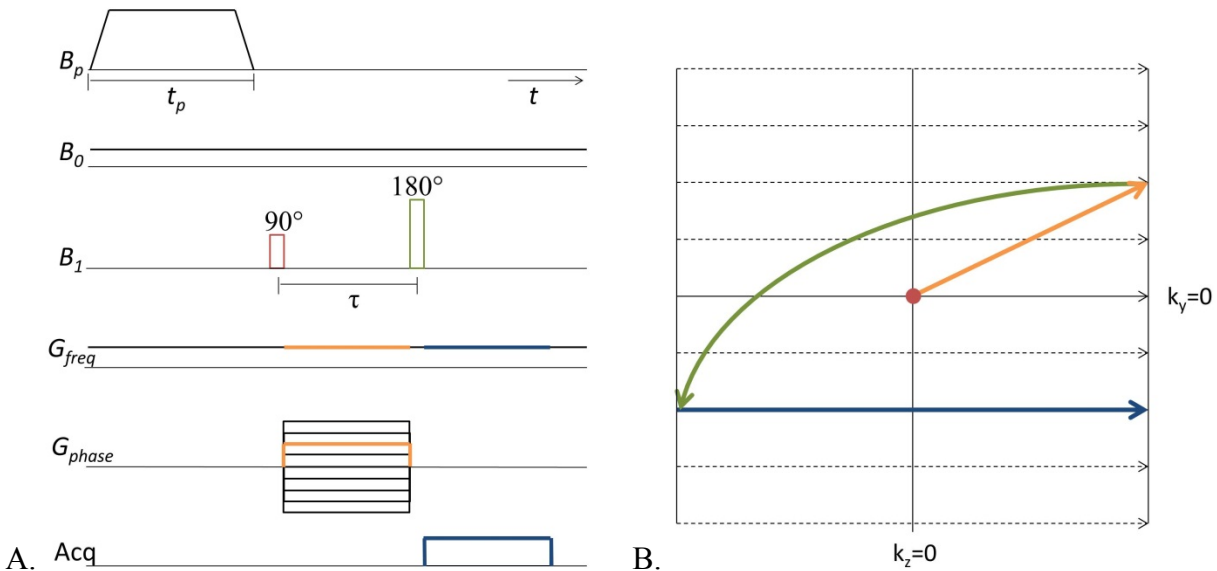 B_p
t_p
t
B_0
90°
180°
B_1
τ
G_freq
G_phase
A.
Acq
k_y=0
k_z=0
B.